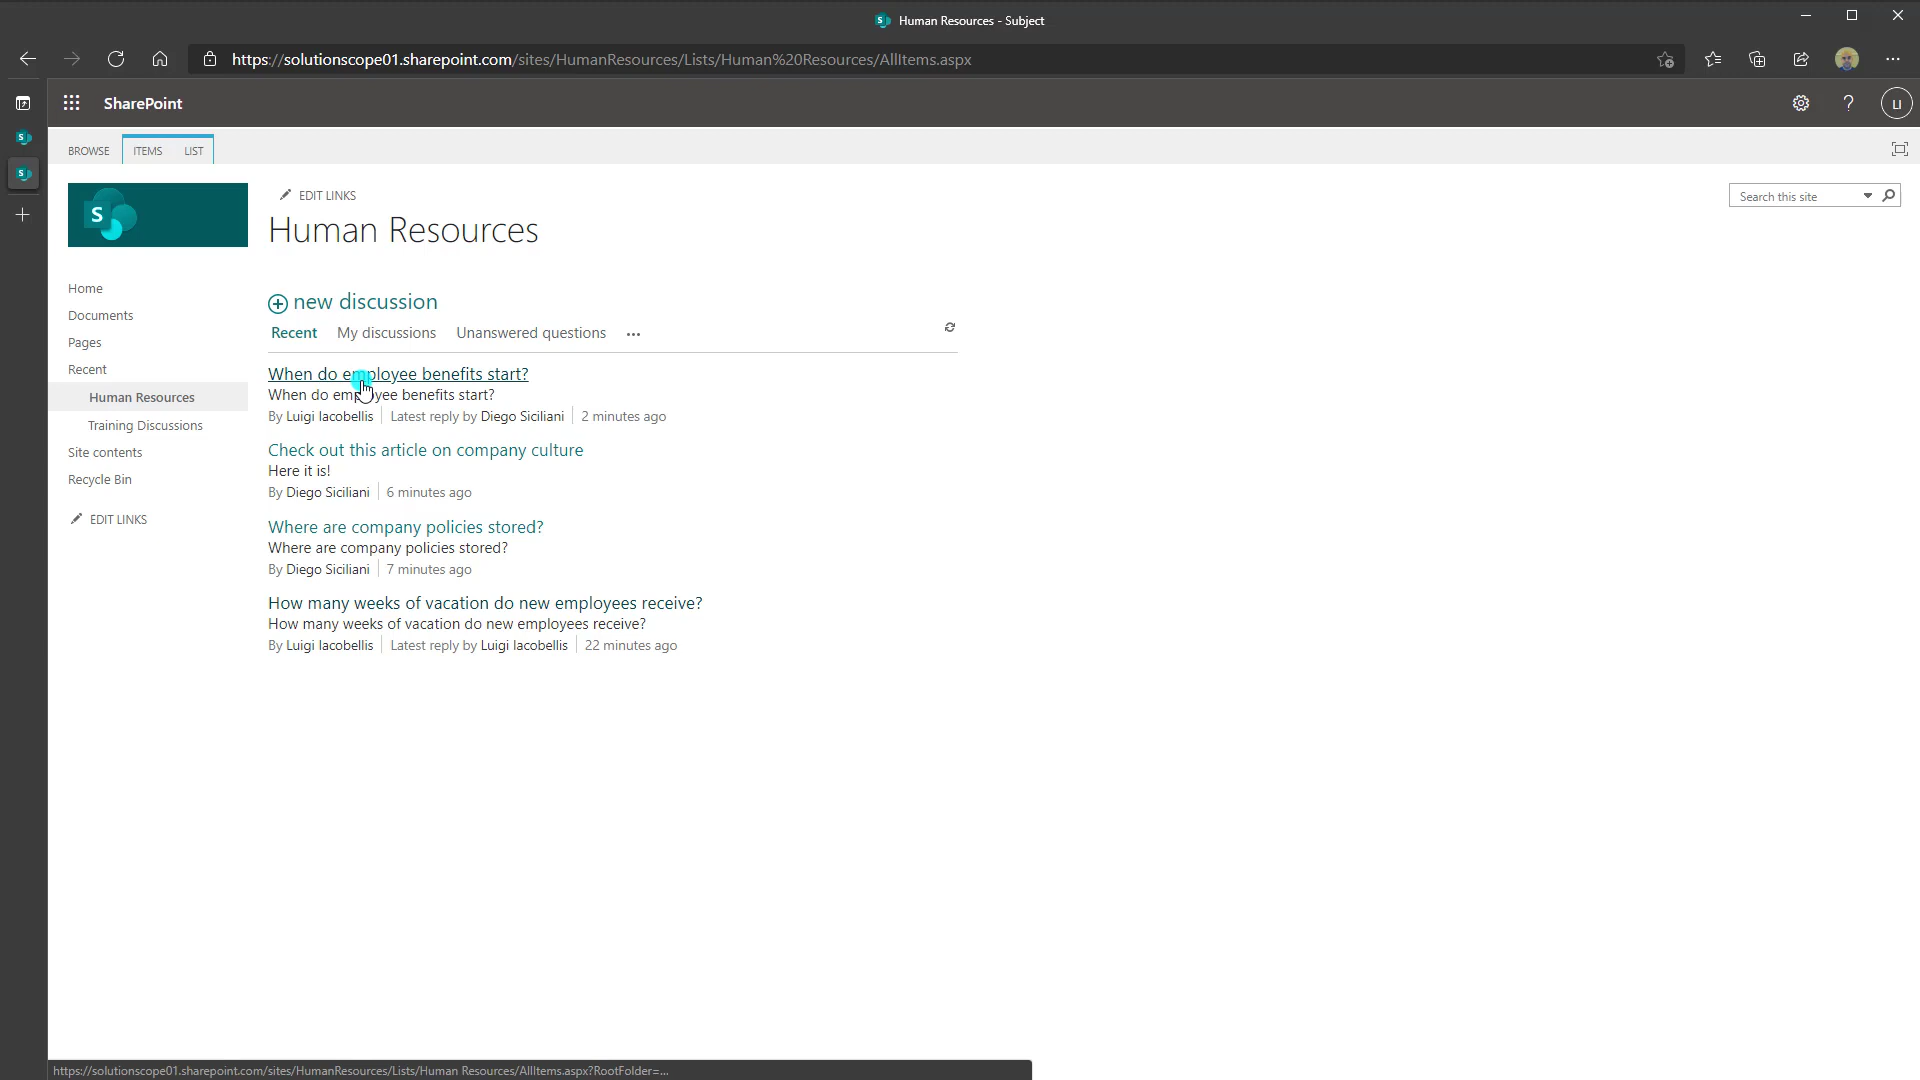 Human Resources - Subject
https://solutionscope01.sharepoint.com/sites/HumanResources/Lists/Human%20Resources/AllItems.aspx
SharePoint
LI
BROWSE ITEMS LIST
S
EDIT LINKS
Human Resources
Search this site
Home
Documents
Pages
Recent
Human Resources
Training Discussions
Site contents
Recycle Bin
EDIT LINKS
new discussion
Recent My discussions Unanswered questions ...
When do employee benefits start?
When do employee benefits start?
By Luigi Iacobellis Latest reply by Diego Siciliani 2 minutes ago
Check out this article on company culture
Here it is!
By Diego Siciliani 6 minutes ago
Where are company policies stored?
Where are company policies stored?
By Diego Siciliani 7 minutes ago
How many weeks of vacation do new employees receive?
How many weeks of vacation do new employees receive?
By Luigi Iacobellis Latest reply by Luigi Iacobellis 22 minutes ago
https://solutionscope01.sharepoint.com/sites/HumanResources/Lists/Human Resources/AllItems.aspx?RootFolder=...